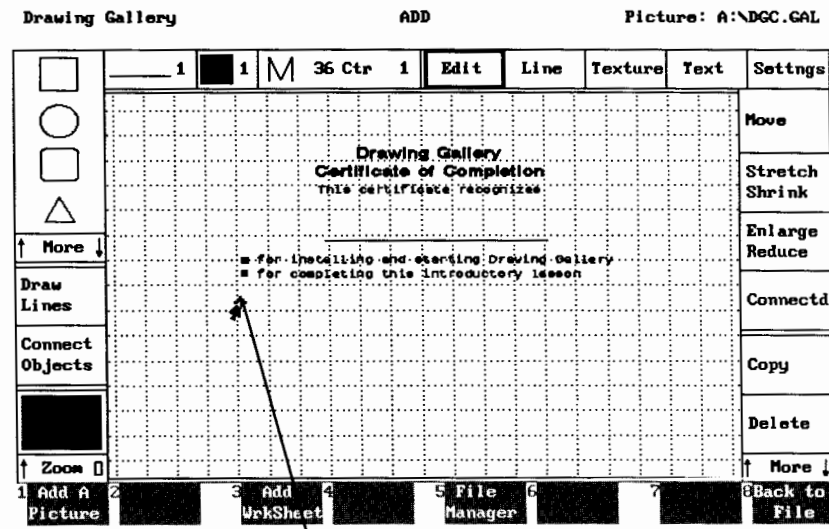 Drawing Gallery ADD Picture: A:\DGC.GAL
1 1 M 36 Ctr 1 Edit Line Texture Text Settngs
Move
Stretch
Shrink
Enlarge
Reduce
Connectd
Copy
Delete
↑ More ↓
↑ More ↓
Draw
Lines
Connect
Objects
↑ Zoom
Drawing Gallery
Certificate of Completion
This certificate recognizes
■ for installing and starting Drawing Gallery
■ for completing this introductory lesson
1 Add A 2 3 Add 4 5 File 6 7 8 Back to
Picture WrkSheet Manager File